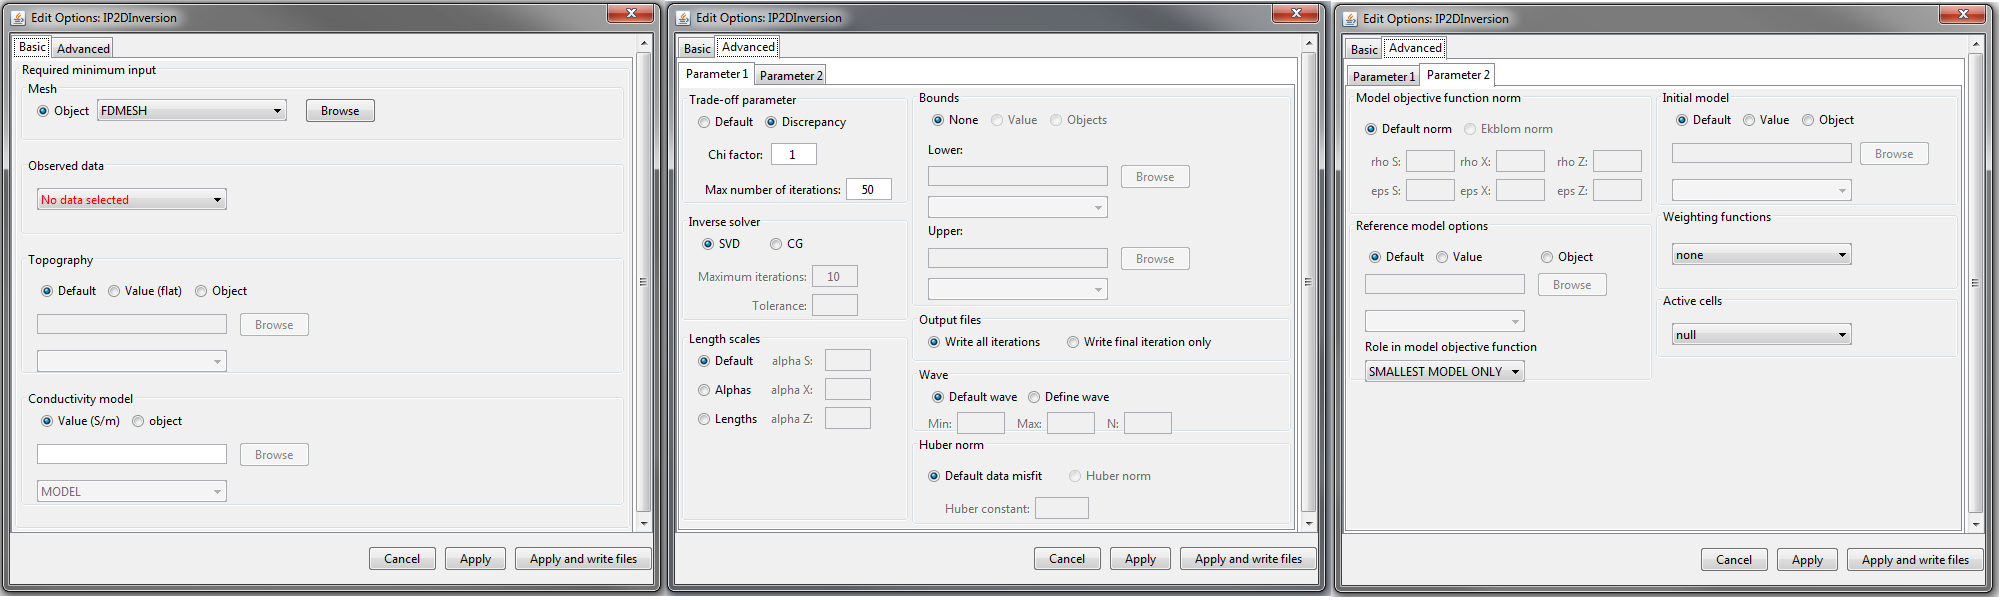 Edit Options: IP2DInversion
Basic Advanced
Required minimum input
Mesh
Object FDMESH Browse
Observed data
No data selected
Topography
Default Value (flat) Object
Browse
Conductivity model
Value (S/m) object
Browse
MODEL
Cancel Apply Apply and write files
Edit Options: IP2DInversion
Basic Advanced
Parameter 1 Parameter 2
Trade-off parameter
Default Discrepancy
Chi factor: 1
Max number of iterations: 50
Inverse solver
SVD CG
Maximum iterations: 10
Tolerance:
Length scales
Default alpha S:
Alphas alpha X:
Lengths alpha Z:
Bounds
None Value Objects
Lower:
Browse
Upper:
Browse
Output files
Write all iterations Write final iteration only
Wave
Default wave Define wave
Min: Max: N:
Huber norm
Default data misfit Huber norm
Huber constant:
Cancel Apply Apply and write files
Edit Options: IP2DInversion
Basic Advanced
Parameter 1 Parameter 2
Model objective function norm
Default norm Ekblom norm
rho S: rho X: rho Z:
eps S: eps X: eps Z:
Reference model options
Default Value Object
Browse
Role in model objective function
SMALLEST MODEL ONLY
Initial model
Default Value Object
Browse
Weighting functions
none
Active cells
null
Cancel Apply Apply and write files